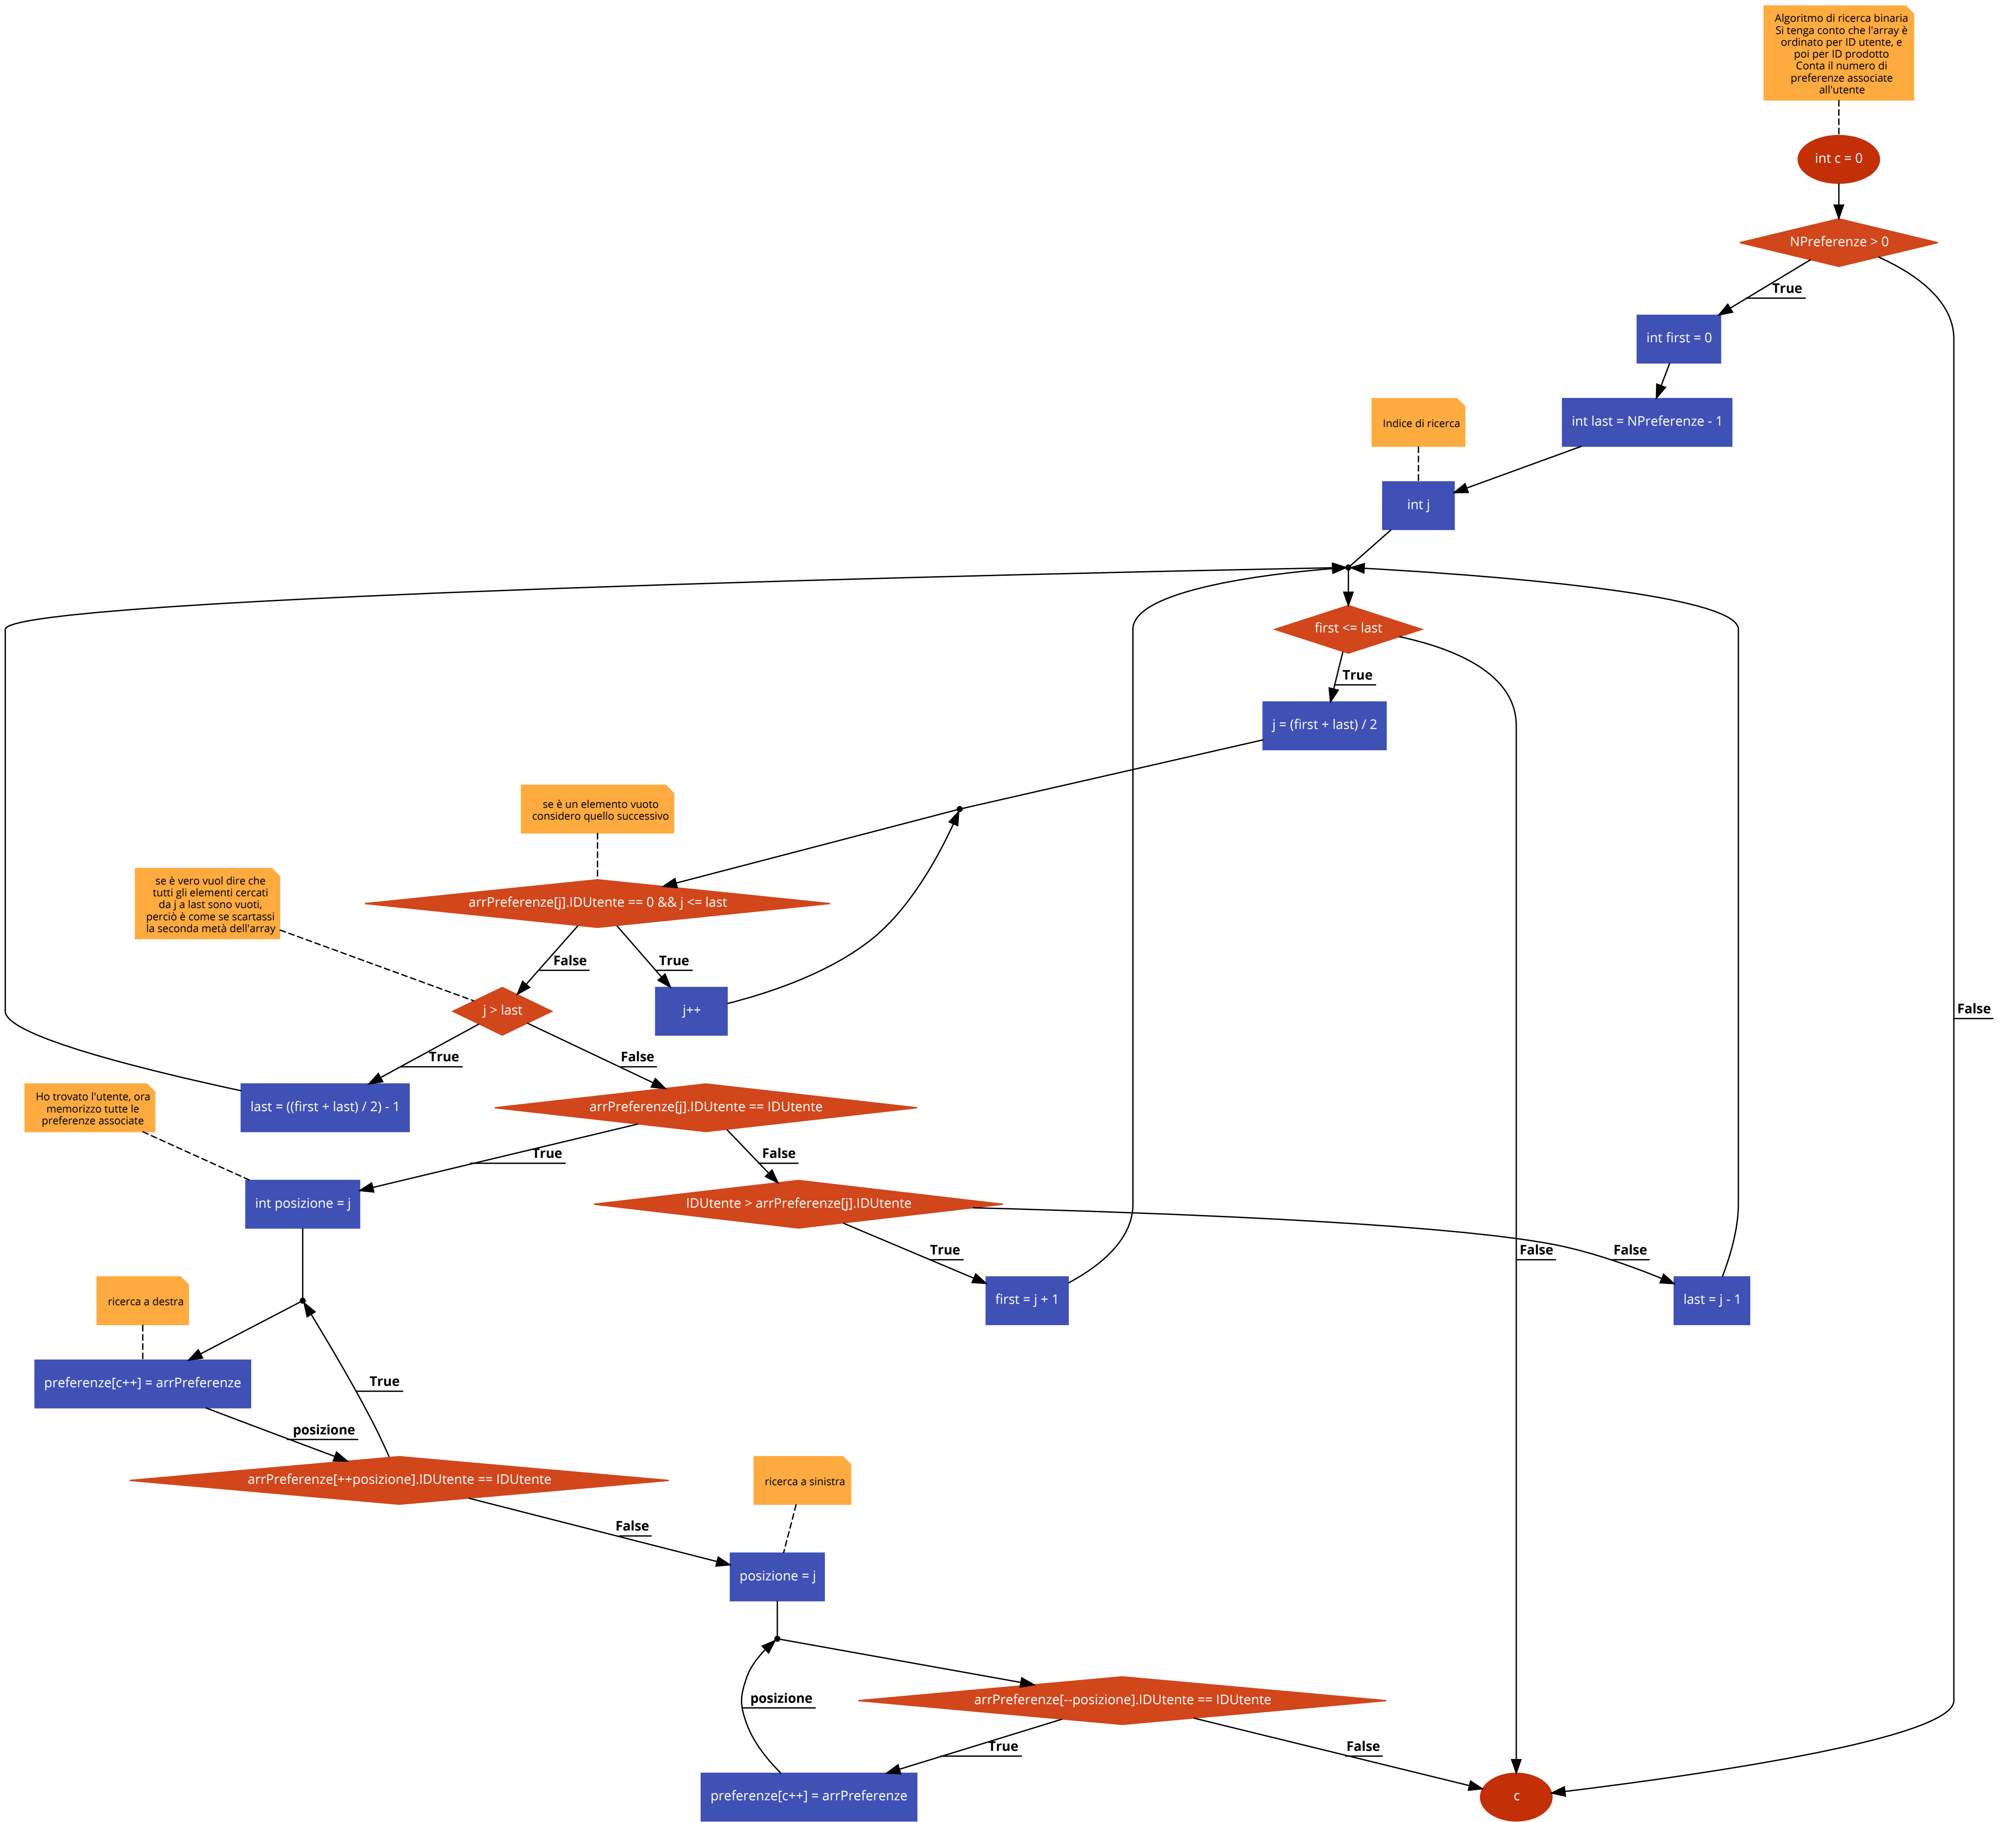 Algoritmo di ricerca binaria
Si tenga conto che l'array è
ordinato per ID utente, e
poi per ID prodotto
Conta il numero di
preferenze associate
all'utente
int c = 0
NPreferenze > 0
True
int first = 0
int last = NPreferenze - 1
Indice di ricerca
int j
first <= last
True
j = (first + last) / 2
se è un elemento vuoto
considero quello successivo
se è vero vuol dire che
tutti gli elementi cercati
da j a last sono vuoti,
perciò è come se scartassi
la seconda metà dell'array
arrPreferenze[j].IDUtente == 0 && j <= last
False
True
j > last
j++
False
True
False
last = ((first + last) / 2) - 1
arrPreferenze[j].IDUtente == IDUtente
Ho trovato l'utente, ora
memorizzo tutte le
preferenze associate
True
False
int posizione = j
IDUtente > arrPreferenze[j].IDUtente
True
False
False
ricerca a destra
first = j + 1
last = j - 1
preferenze[c++] = arrPreferenze
True
posizione
arrPreferenze[++posizione].IDUtente == IDUtente
ricerca a sinistra
False
posizione = j
posizione
arrPreferenze[--posizione].IDUtente == IDUtente
True
False
preferenze[c++] = arrPreferenze
c